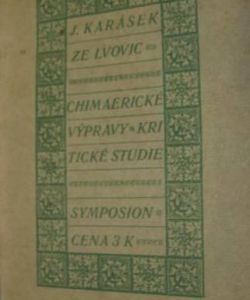 J. KARÁSEK
ZE LVOVIC
CHIMAERICKÉ
VÝPRAVY KRI
TICKÉ STUDIE
SYMPOSION
CENA 3 K